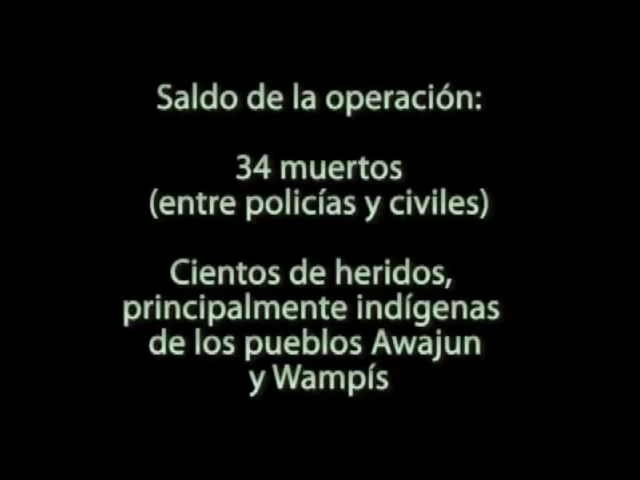 Saldo de la operación:
34 muertos
(entre policías y civiles)
Cientos de heridos,
principalmente indígenas
de los pueblos Awajun
y Wampís